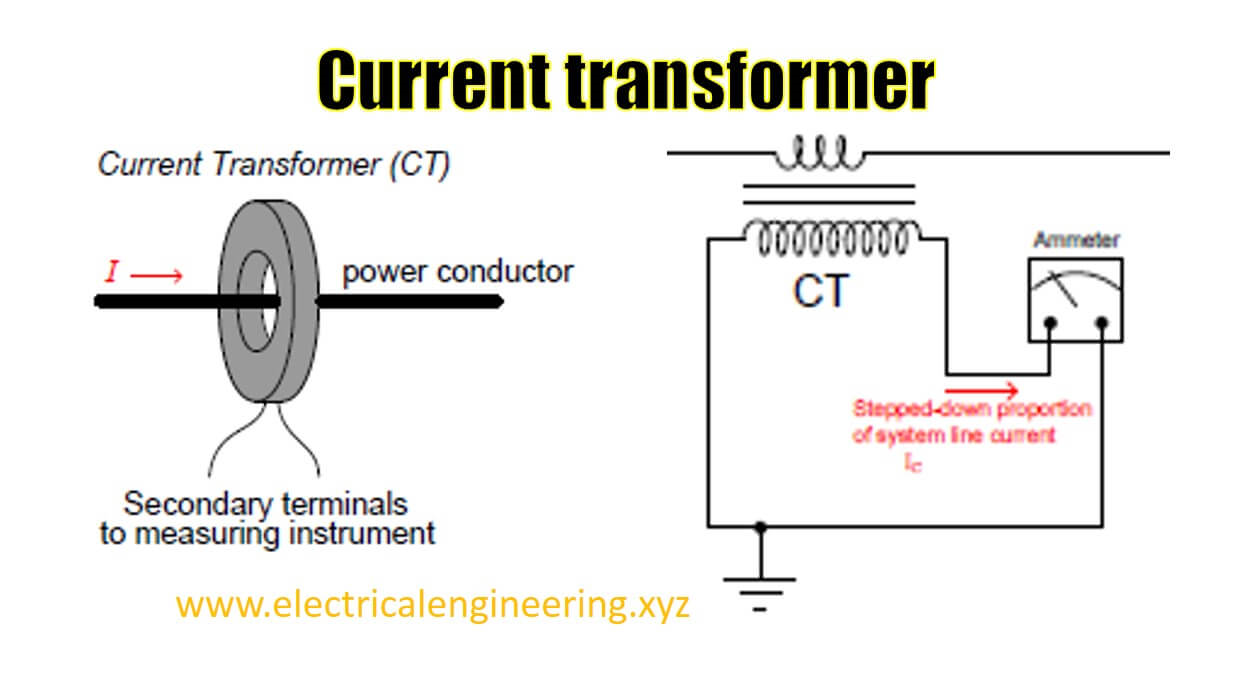 Current transformer
Current Transformer (CT)
I
power conductor
Secondary terminals
to measuring instrument
CT
Ammeter
Stepped-down proportion
of system line current
Ic
www.electricalengineering.xyz